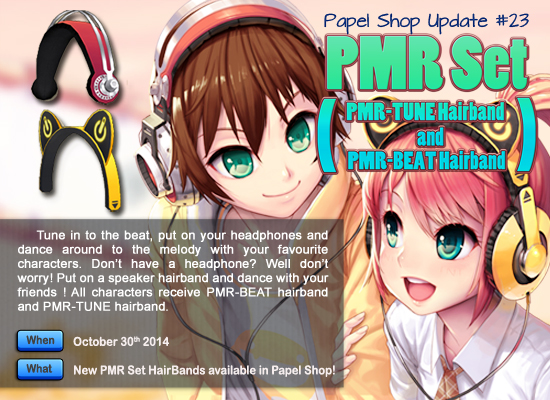 Papel Shop Update #23
PMR Set
(PMR-TUNE Hairband
and
PMR-BEAT Hairband)
Tune in to the beat, put on your headphones and
dance around to the melody with your favourite
characters. Don't have a headphone? Well don't
worry! Put on a speaker hairband and dance with your
friends ! All characters receive PMR-BEAT hairband
and PMR-TUNE hairband.
When October 30th 2014
What New PMR Set HairBands available in Papel Shop!